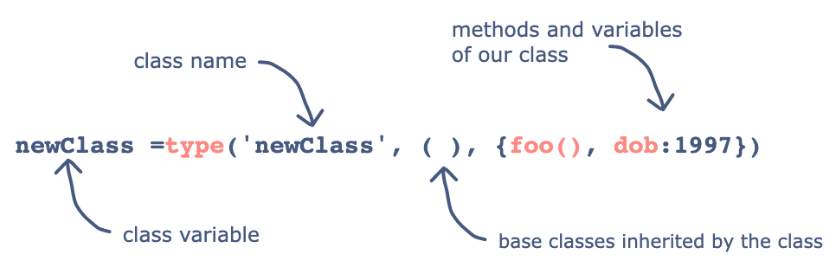 methods and variables
of our class
class name
newClass =type('newClass', ( ), {foo(), dob:1997})
class variable
base classes inherited by the class